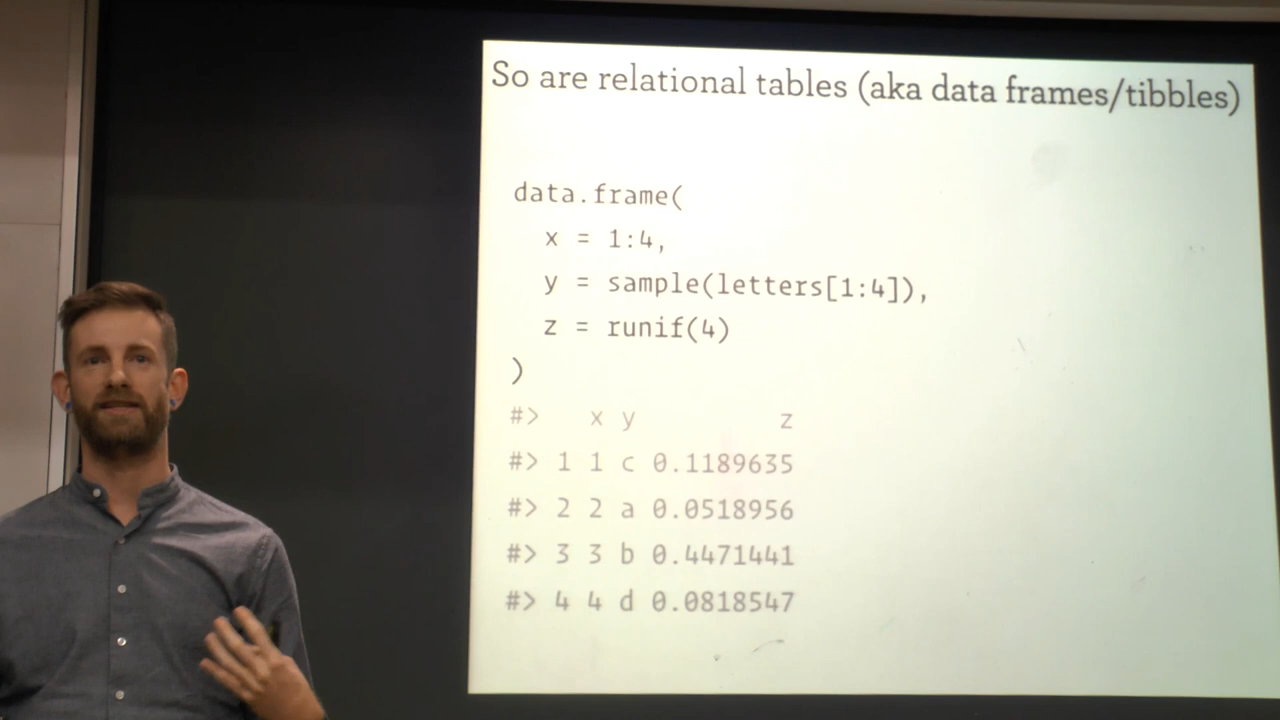 So are relational tables (aka data frames/tibbles)
data.frame(
  x = 1:4,
  y = sample(letters[1:4]),
  z = runif(4)
)
#>   x y         z
#> 1 1 c 0.1189635
#> 2 2 a 0.0518956
#> 3 3 b 0.4471441
#> 4 4 d 0.0818547